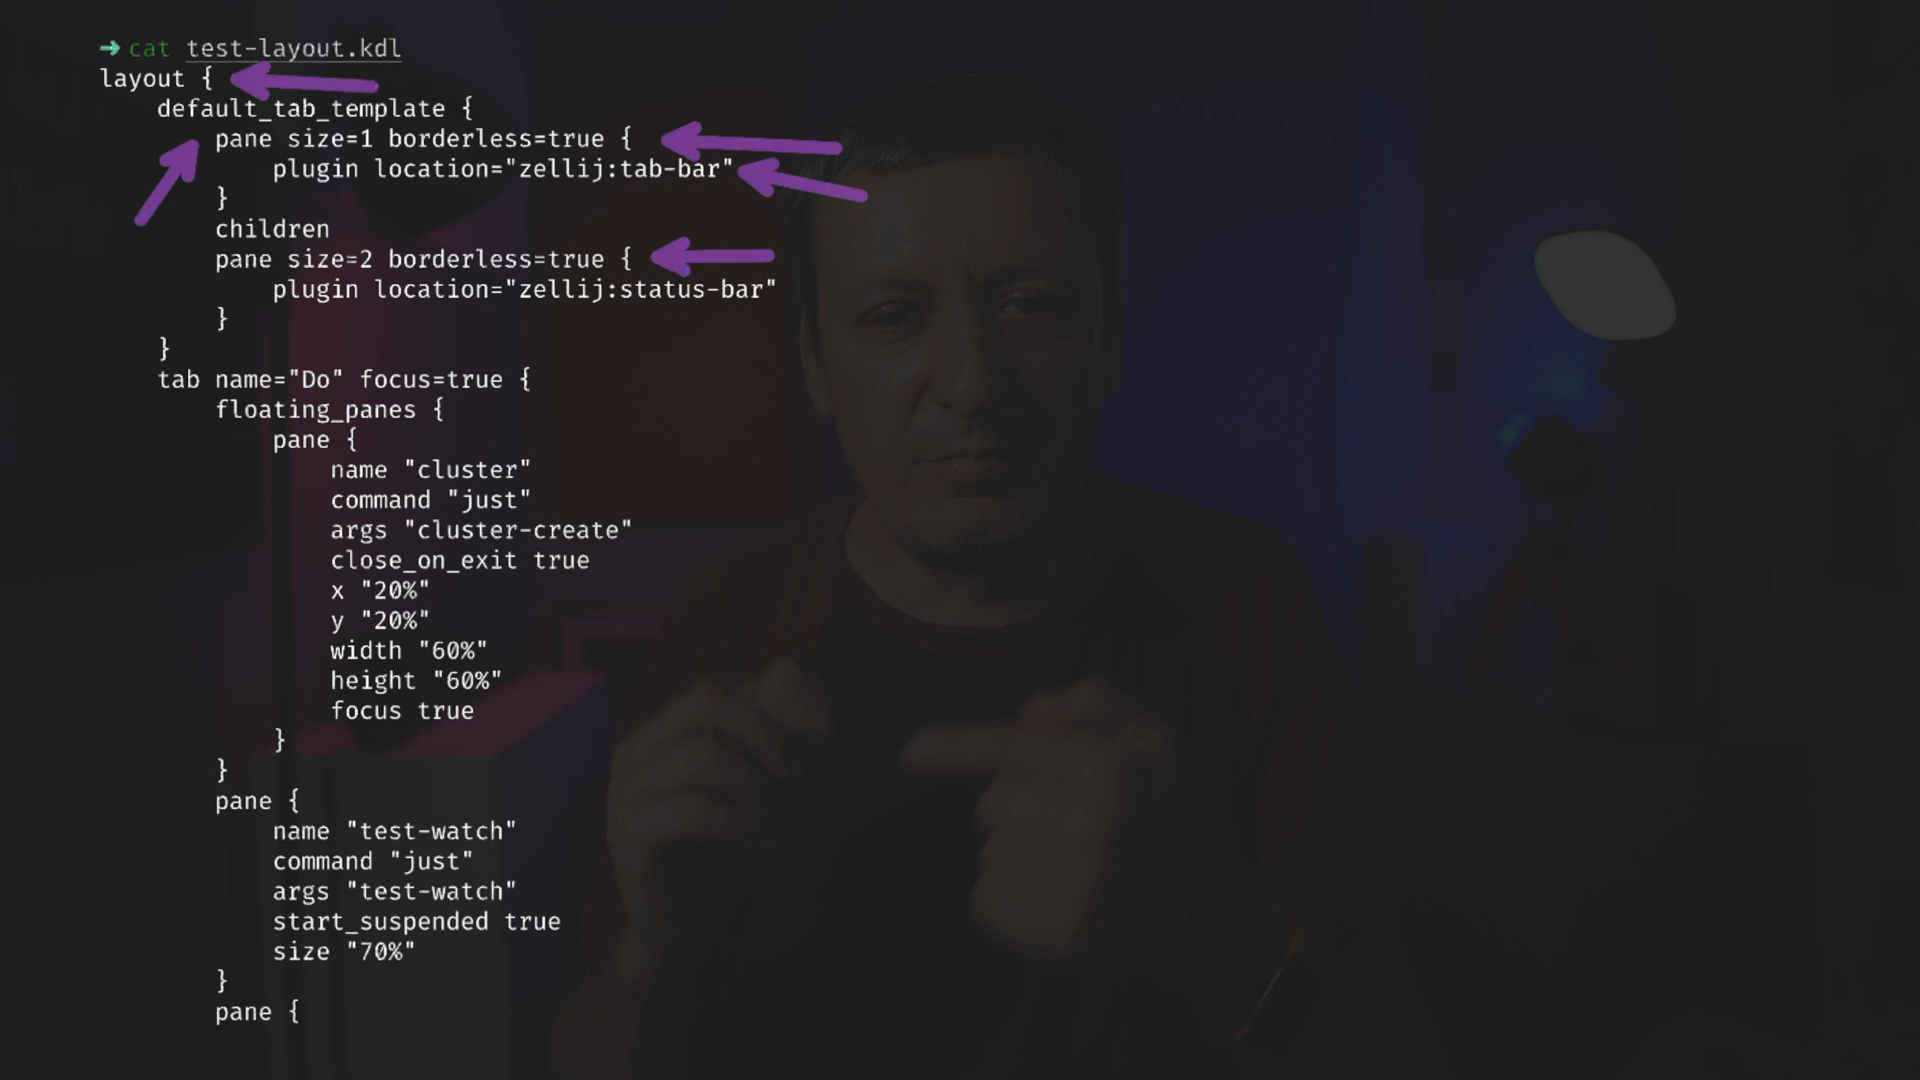 ➜ cat test-layout.kdl
layout {
    default_tab_template {
        pane size=1 borderless=true {
            plugin location="zellij:tab-bar"
        }
        children
        pane size=2 borderless=true {
            plugin location="zellij:status-bar"
        }
    }
    tab name="Do" focus=true {
        floating_panes {
            pane {
                name "cluster"
                command "just"
                args "cluster-create"
                close_on_exit true
                x "20%"
                y "20%"
                width "60%"
                height "60%"
                focus true
            }
        }
        pane {
            name "test-watch"
            command "just"
            args "test-watch"
            start_suspended true
            size "70%"
        }
        pane {